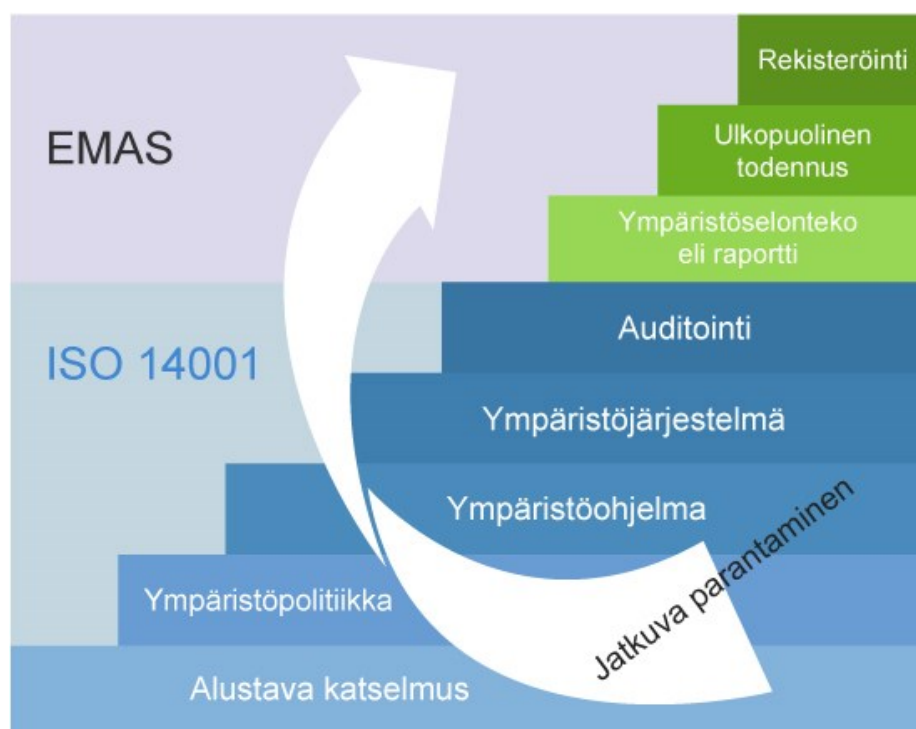 Rekisteröinti
EMAS
Ulkopuolinen
todennus
Ympäristöselonteko
eli raportti
Auditointi
ISO 14001
Ympäristöjärjestelmä
Ympäristöohjelma
Jatkuva parantaminen
Ympäristöpolitiikka
Alustava katselmus